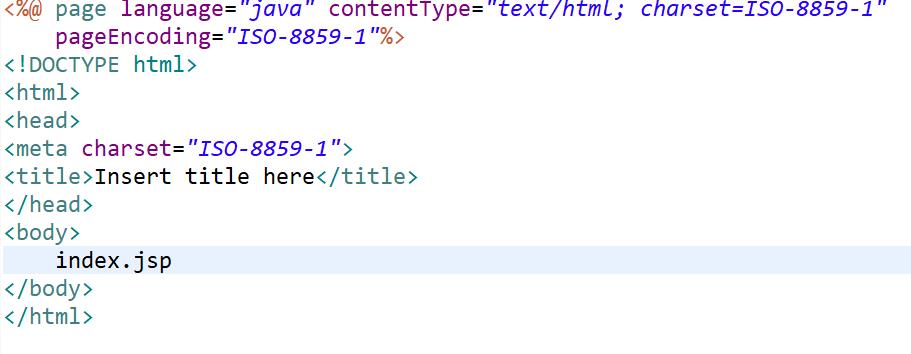 <%@ page language="java" contentType="text/html; charset=ISO-8859-1"
    pageEncoding="ISO-8859-1"%>
<!DOCTYPE html>
<html>
<head>
<meta charset="ISO-8859-1">
<title>Insert title here</title>
</head>
<body>
    index.jsp
</body>
</html>